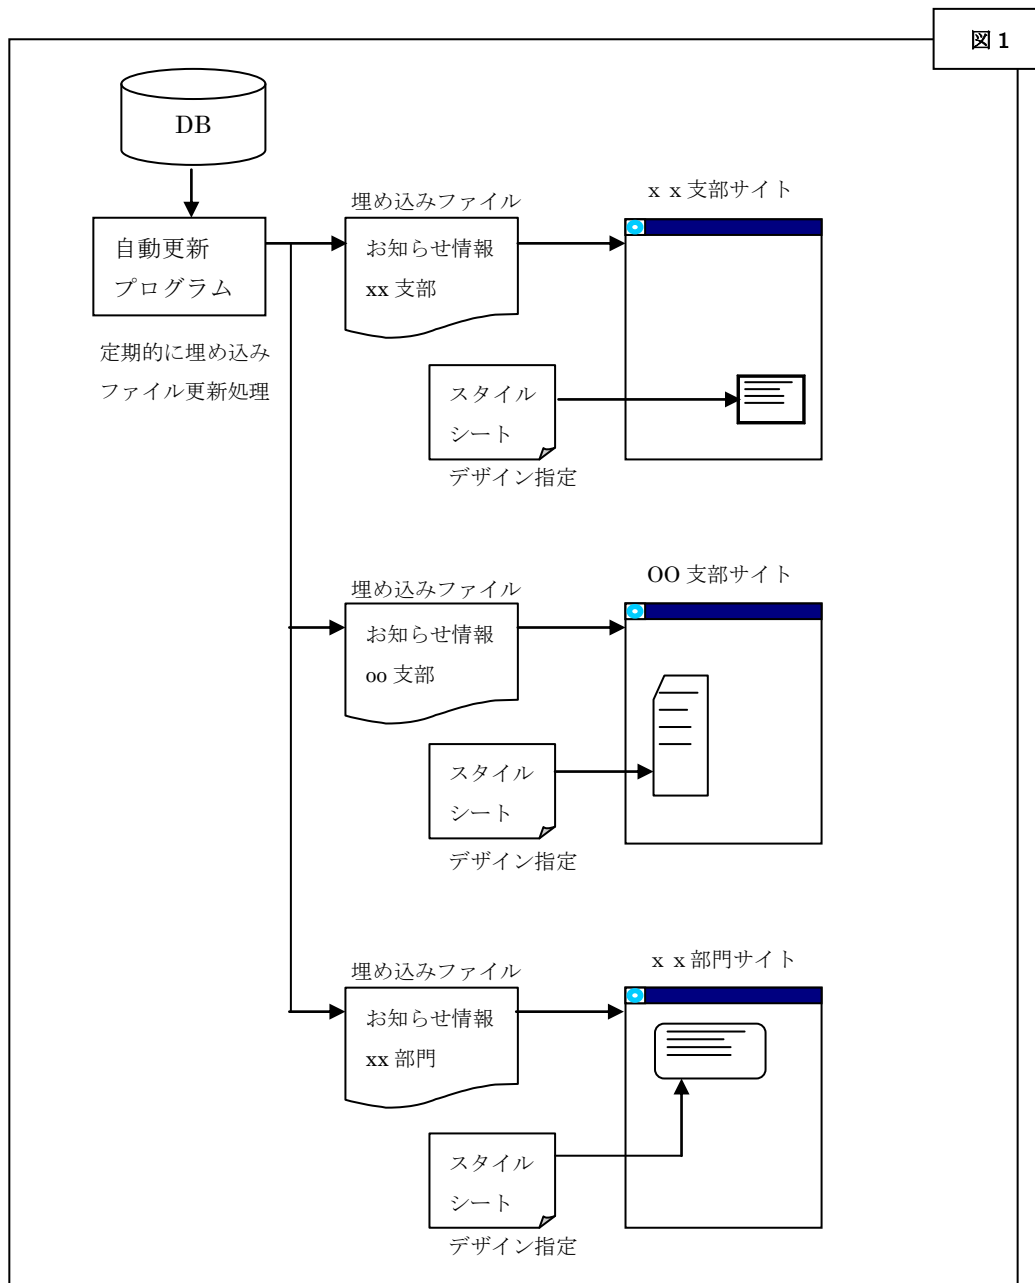 図 1
DB
自動更新
プログラム
定期的に埋め込み
ファイル更新処理
埋め込みファイル
お知らせ情報
xx 支部
x x 支部サイト
スタイル
シート
デザイン指定
埋め込みファイル
お知らせ情報
oo 支部
OO 支部サイト
スタイル
シート
デザイン指定
埋め込みファイル
お知らせ情報
xx 部門
x x 部門サイト
スタイル
シート
デザイン指定